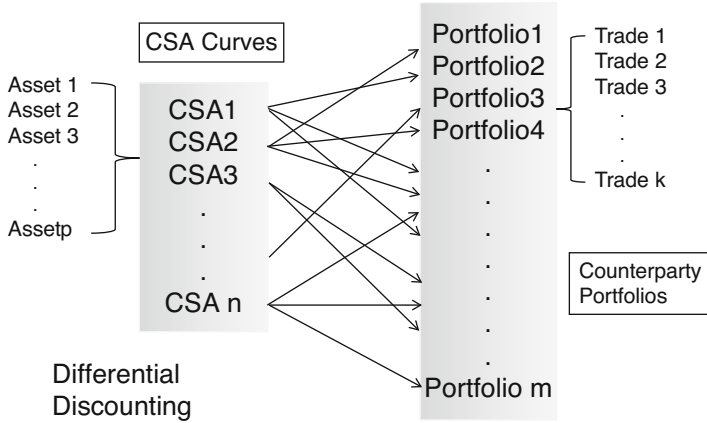 CSA Curves
Asset 1
Asset 2
Asset 3
.
.
.
Assetp
CSA1
CSA2
CSA3
.
.
.
CSA n
Portfolio1
Portfolio2
Portfolio3
Portfolio4
.
.
.
.
.
.
.
Portfolio m
Trade 1
Trade 2
Trade 3
.
.
.
Trade k
Counterparty
Portfolios
Differential
Discounting